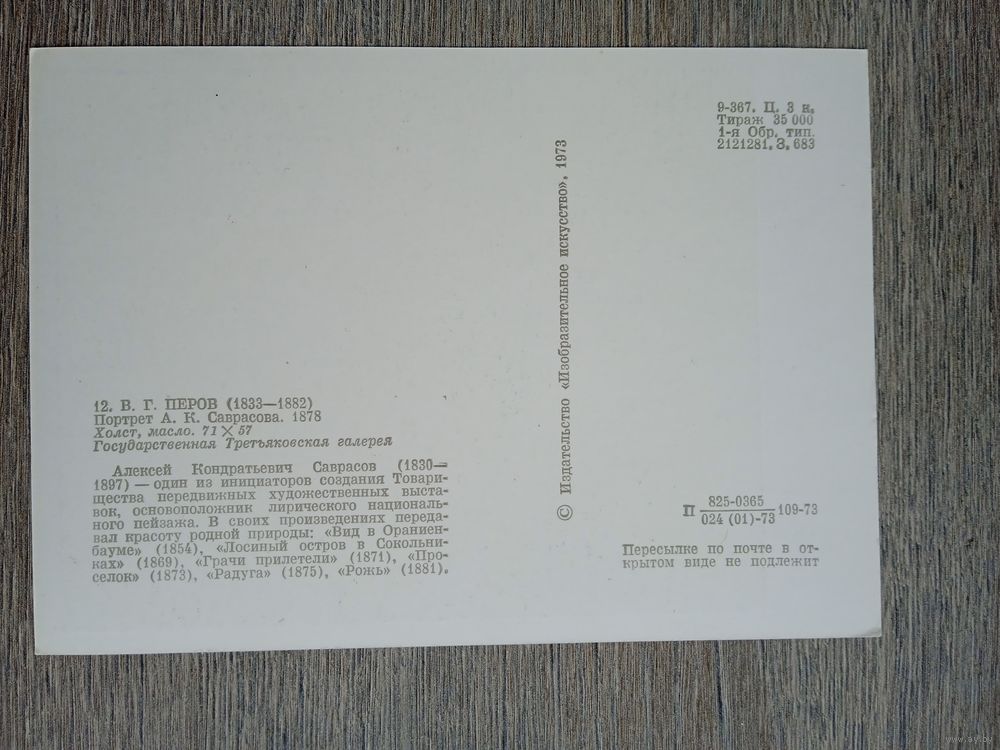 9-367. Ц. 3 к.
Тираж 35 000
1-я Обр. тип.
2121281. З. 683
© Издательство «Изобразительное искусство», 1973
12. В. Г. ПЕРОВ (1833—1882)
Портрет А. К. Саврасова. 1878
Холст, масло. 71 × 57
Государственная Третьяковская галерея
Алексей Кондратьевич Саврасов (1830—
1897) — один из инициаторов создания Товари-
щества передвижных художественных выста-
вок, основоположник лирического националь-
ного пейзажа. В своих произведениях переда-
вал красоту родной природы: «Вид в Ораниен-
бауме» (1854), «Лосиный остров в Сокольни-
ках» (1869), «Грачи прилетели» (1871), «Про-
селок» (1873), «Радуга» (1875), «Рожь» (1881).
П 825-0365
024 (01)-73 109-73
Пересылке по почте в от-
крытом виде не подлежит
www.av.by